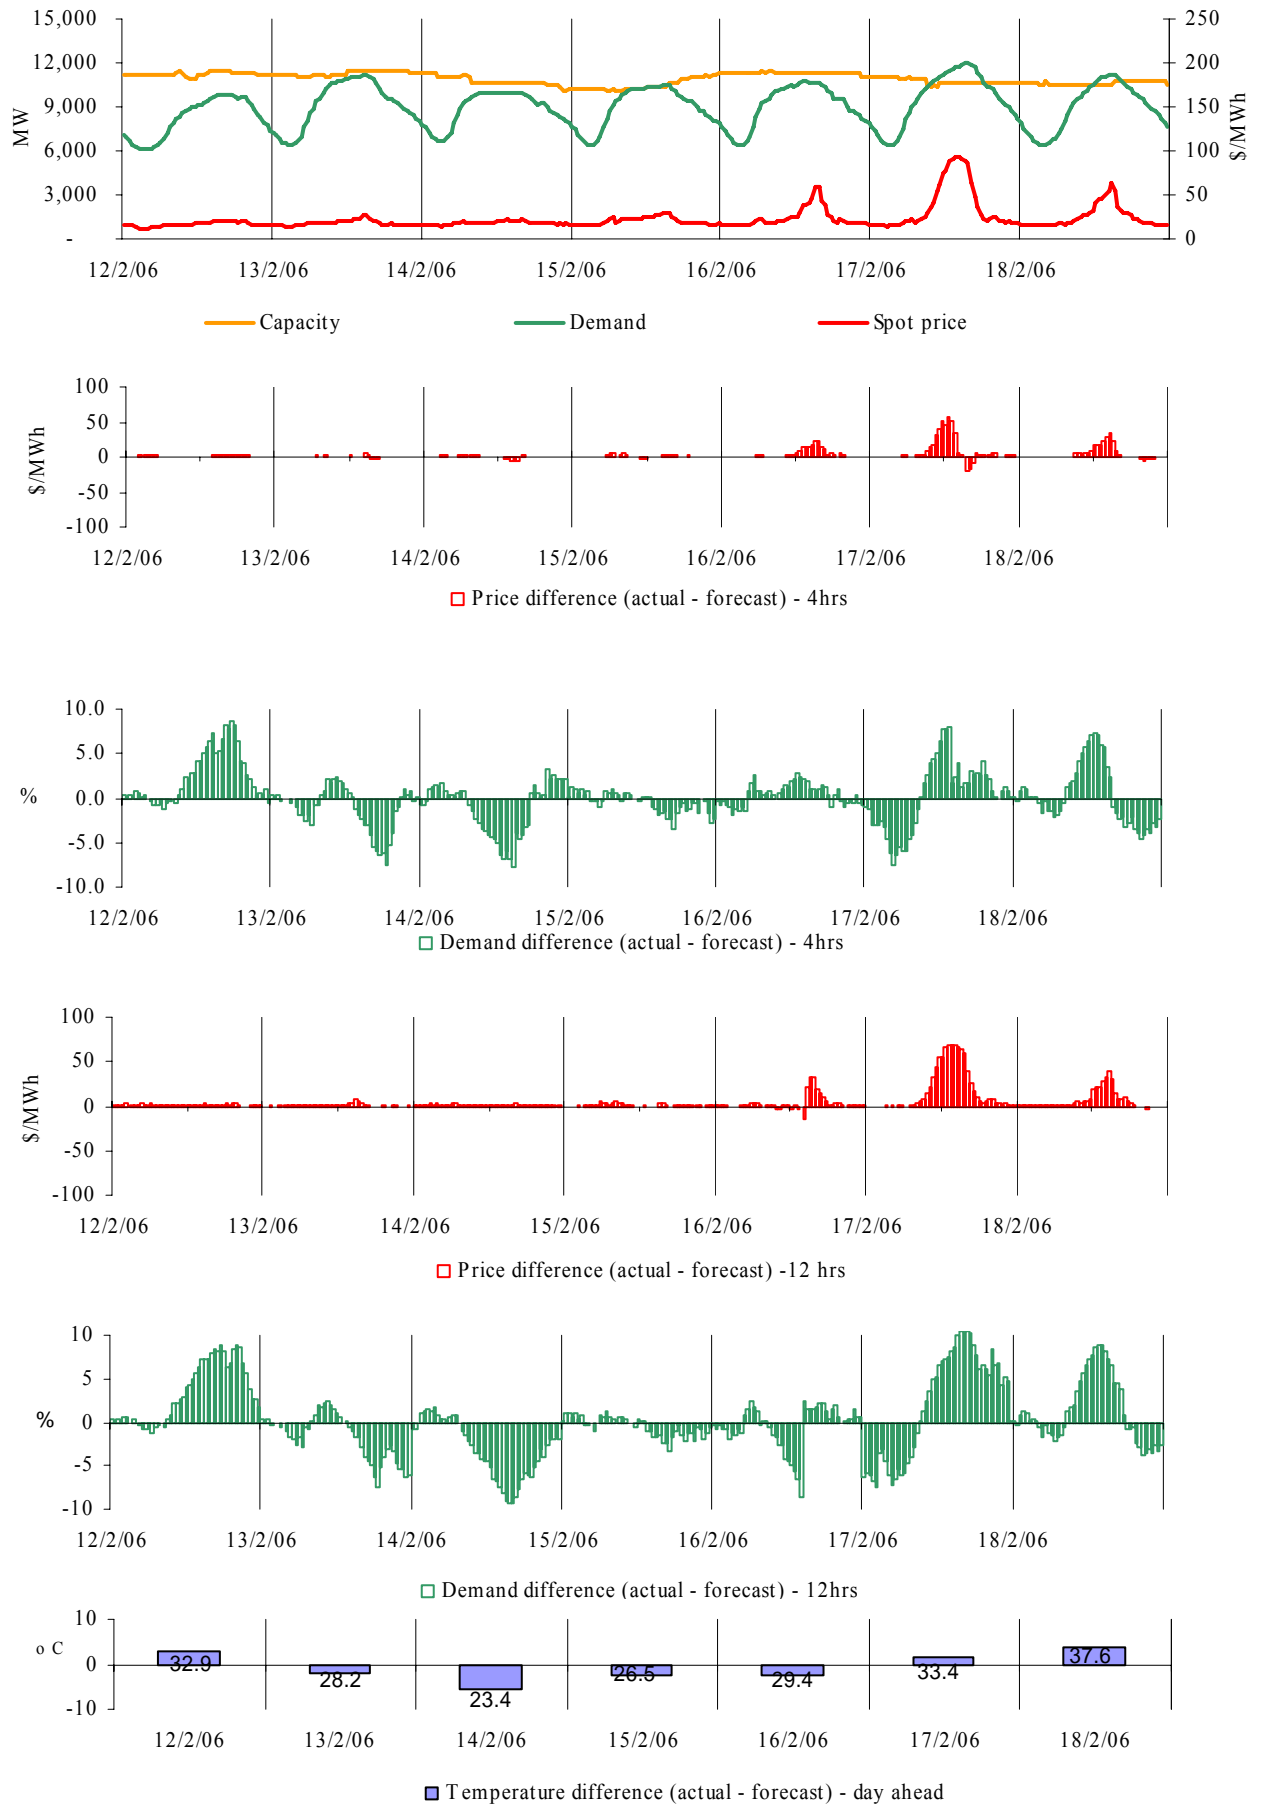 15,000 250
12,000 200
9,000 150
6,000 100
3,000 50
- 0
MW $/MWh
12/2/06 13/2/06 14/2/06 15/2/06 16/2/06 17/2/06 18/2/06
Capacity Demand Spot price
100
50
0
-50
-100
$/MWh
12/2/06 13/2/06 14/2/06 15/2/06 16/2/06 17/2/06 18/2/06
Price difference (actual - forecast) - 4hrs
10.0
5.0
% 0.0
-5.0
-10.0
12/2/06 13/2/06 14/2/06 15/2/06 16/2/06 17/2/06 18/2/06
Demand difference (actual - forecast) - 4hrs
100
50
0
-50
-100
$/MWh
12/2/06 13/2/06 14/2/06 15/2/06 16/2/06 17/2/06 18/2/06
Price difference (actual - forecast) -12 hrs
10
5
% 0
-5
-10
12/2/06 13/2/06 14/2/06 15/2/06 16/2/06 17/2/06 18/2/06
Demand difference (actual - forecast) - 12hrs
10
o C
0
-10
32.9 28.2 23.4 26.5 29.4 33.4 37.6
12/2/06 13/2/06 14/2/06 15/2/06 16/2/06 17/2/06 18/2/06
Temperature difference (actual - forecast) - day ahead